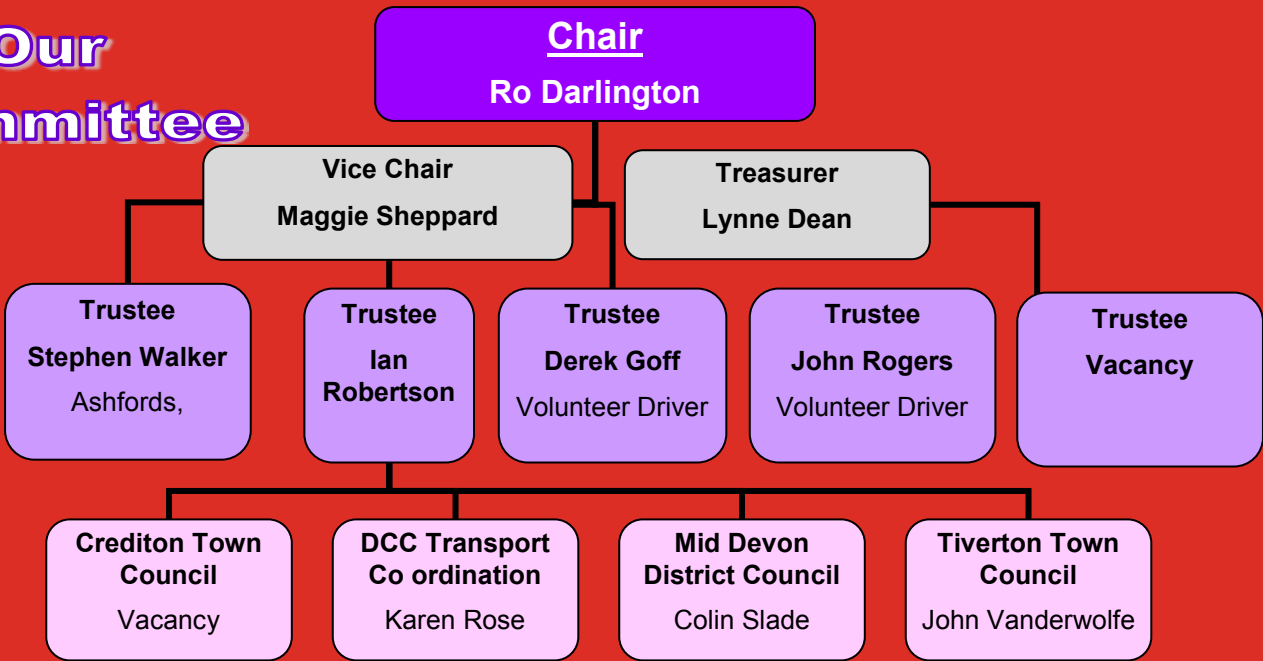 Our
mmittee
Chair
Ro Darlington
Vice Chair
Maggie Sheppard
Treasurer
Lynne Dean
Trustee
Stephen Walker
Ashfords,
Trustee
Ian
Robertson
Trustee
Derek Goff
Volunteer Driver
Trustee
John Rogers
Volunteer Driver
Trustee
Vacancy
Crediton Town
Council
Vacancy
DCC Transport
Co ordination
Karen Rose
Mid Devon
District Council
Colin Slade
Tiverton Town
Council
John Vanderwolfe